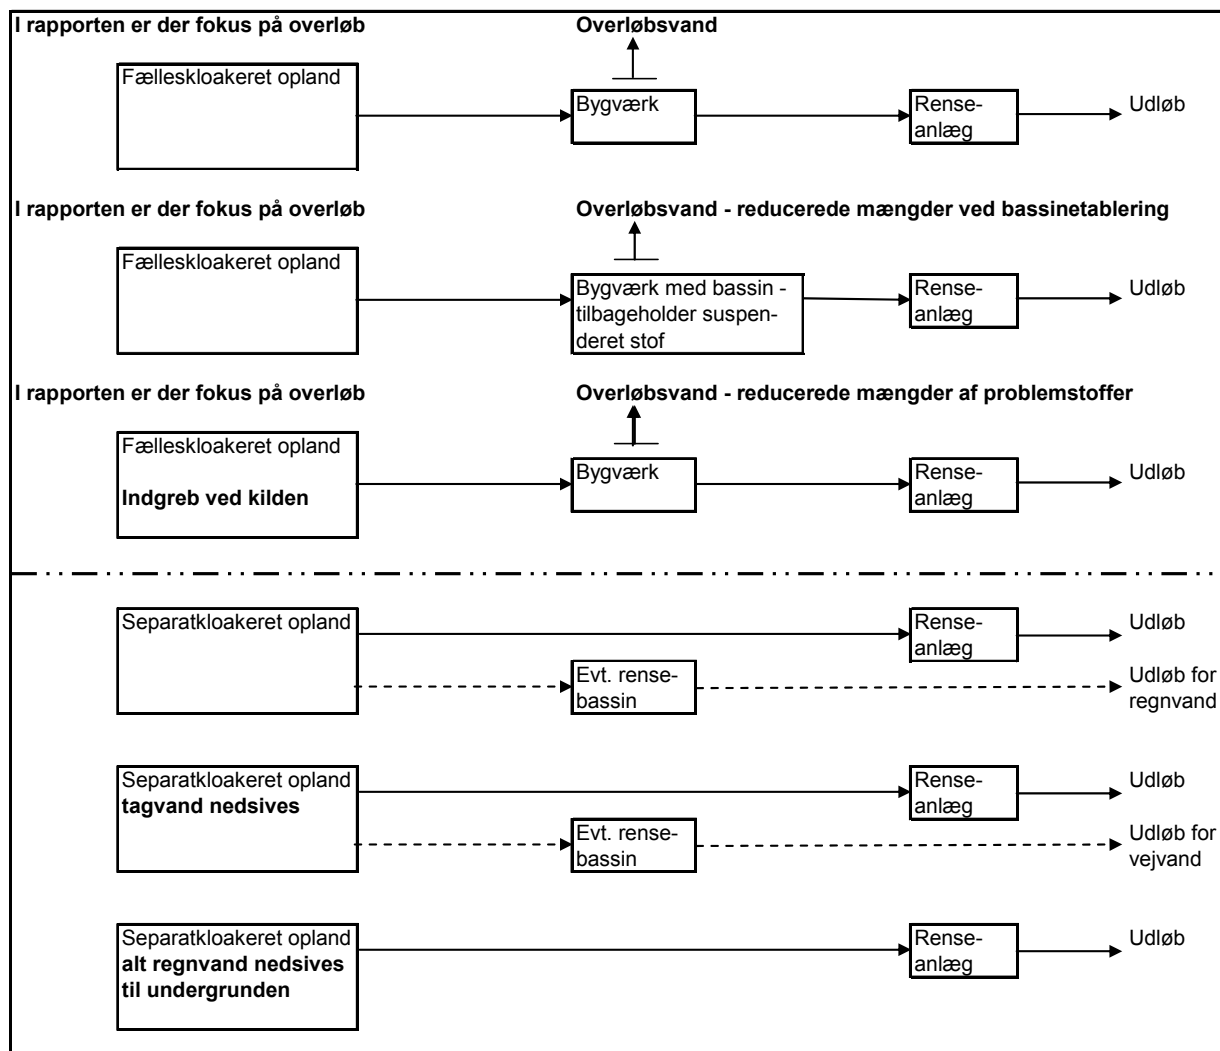 I rapporten er der fokus på overløb
Overløbsvand
Fælleskloakeret opland
Bygværk
Rense-
anlæg
Udløb
I rapporten er der fokus på overløb
Overløbsvand - reducerede mængder ved bassinetablering
Fælleskloakeret opland
Bygværk med bassin -
tilbageholder suspen-
deret stof
Rense-
anlæg
Udløb
I rapporten er der fokus på overløb
Overløbsvand - reducerede mængder af problemstoffer
Fælleskloakeret opland
Indgreb ved kilden
Bygværk
Rense-
anlæg
Udløb
Separatkloakeret opland
Rense-
anlæg
Udløb
Evt. rense-
bassin
Udløb for
regnvand
Separatkloakeret opland
tagvand nedsives
Rense-
anlæg
Udløb
Evt. rense-
bassin
Udløb for
vejvand
Separatkloakeret opland
alt regnvand nedsives
til undergrunden
Rense-
anlæg
Udløb